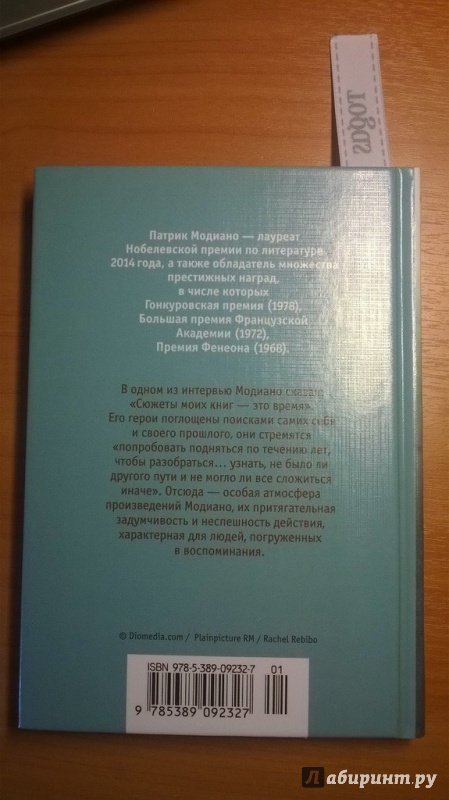 togas
Патрик Модиано — лауреат
Нобелевской премии по литературе
2014 года, а также обладатель множества
престижных наград,
в числе которых
Гонкуровская премия (1978),
Большая премия Французской
Академии (1972),
Премия Фенеона (1968).
В одном из интервью Модиано сказал:
«Сюжеты моих книг — это время».
Его герои поглощены поисками самих себя
и своего прошлого, они стремятся
«попробовать подняться по течению лет,
чтобы разобраться... узнать, не было ли
другого пути и не могло ли все сложиться
иначе». Отсюда — особая атмосфера
произведений Модиано, их притягательная
задумчивость и неспешность действия,
характерная для людей, погруженных
в воспоминания.
© Diomedia.com / Plainpicture RM / Rachel Rebibo
ISBN 978-5-389-09232-7 01
9 785389 092327
Лабиринт.ру